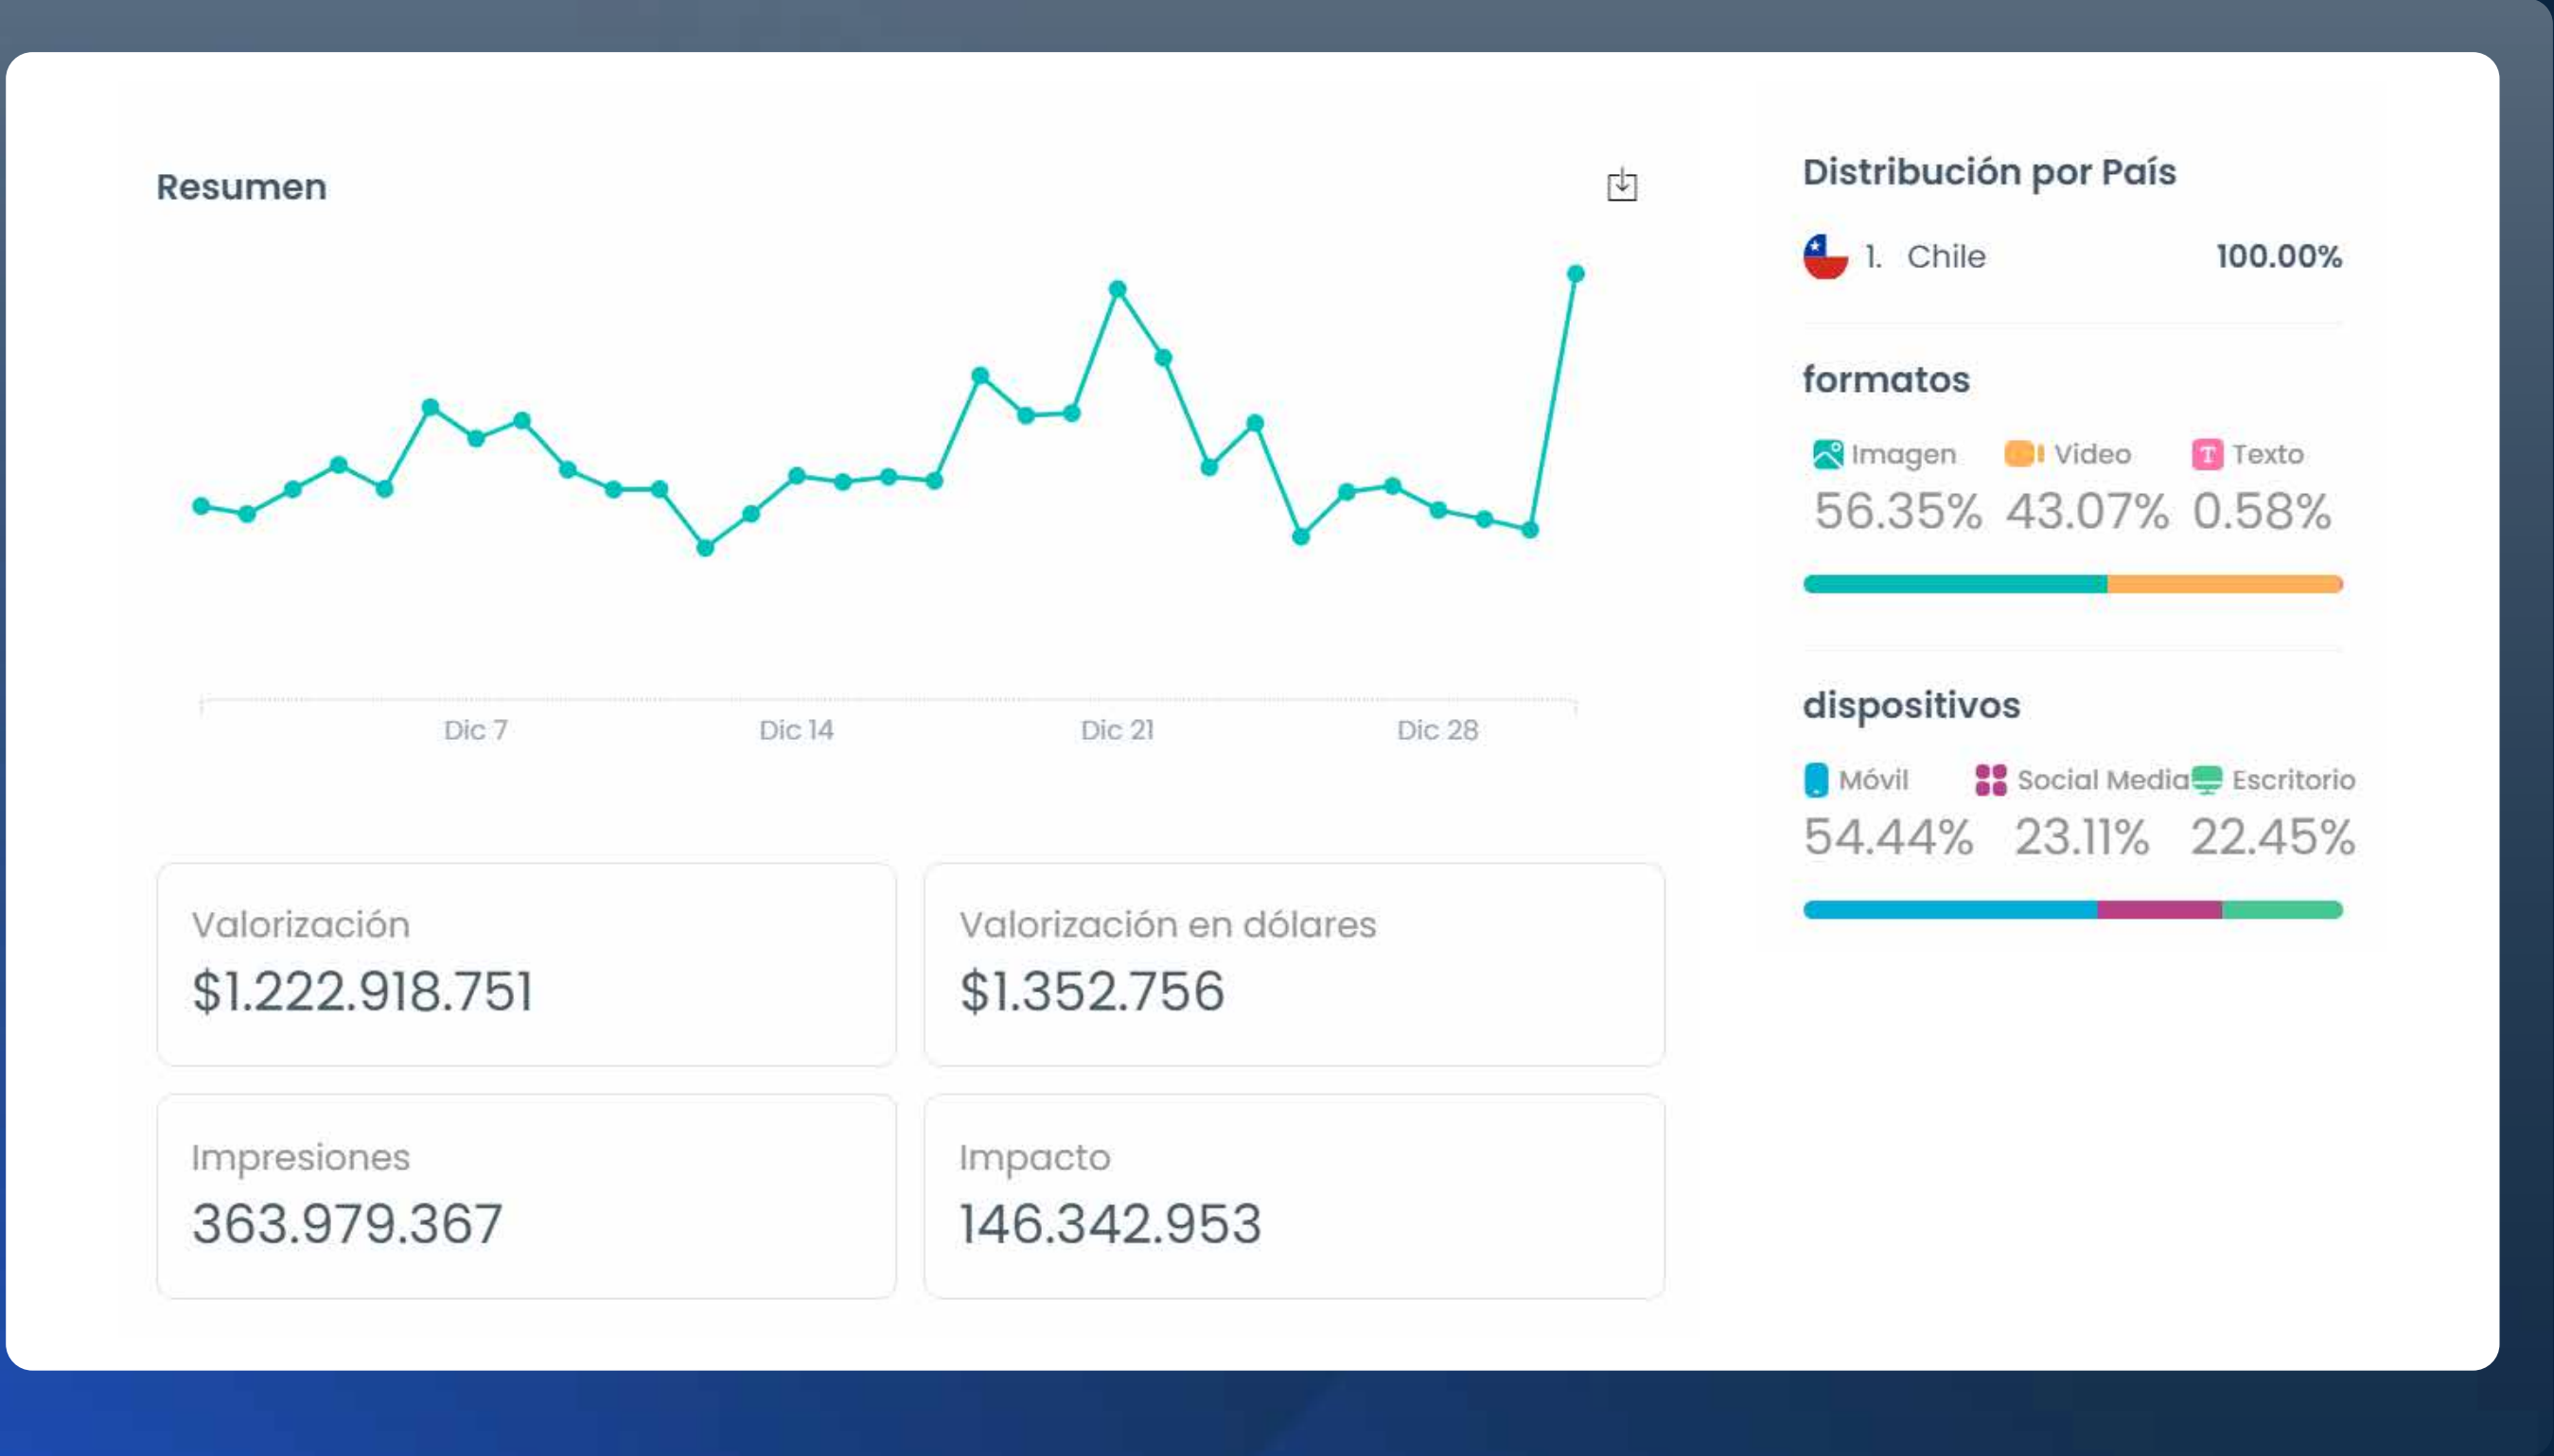 Resumen
Dic 7 Dic 14 Dic 21 Dic 28
Valorización
$1.222.918.751
Valorización en dólares
$1.352.756
Impresiones
363.979.367
Impacto
146.342.953
Distribución por País
1. Chile 100.00%
formatos
Imagen Video Texto
56.35% 43.07% 0.58%
dispositivos
Móvil Social Media Escritorio
54.44% 23.11% 22.45%